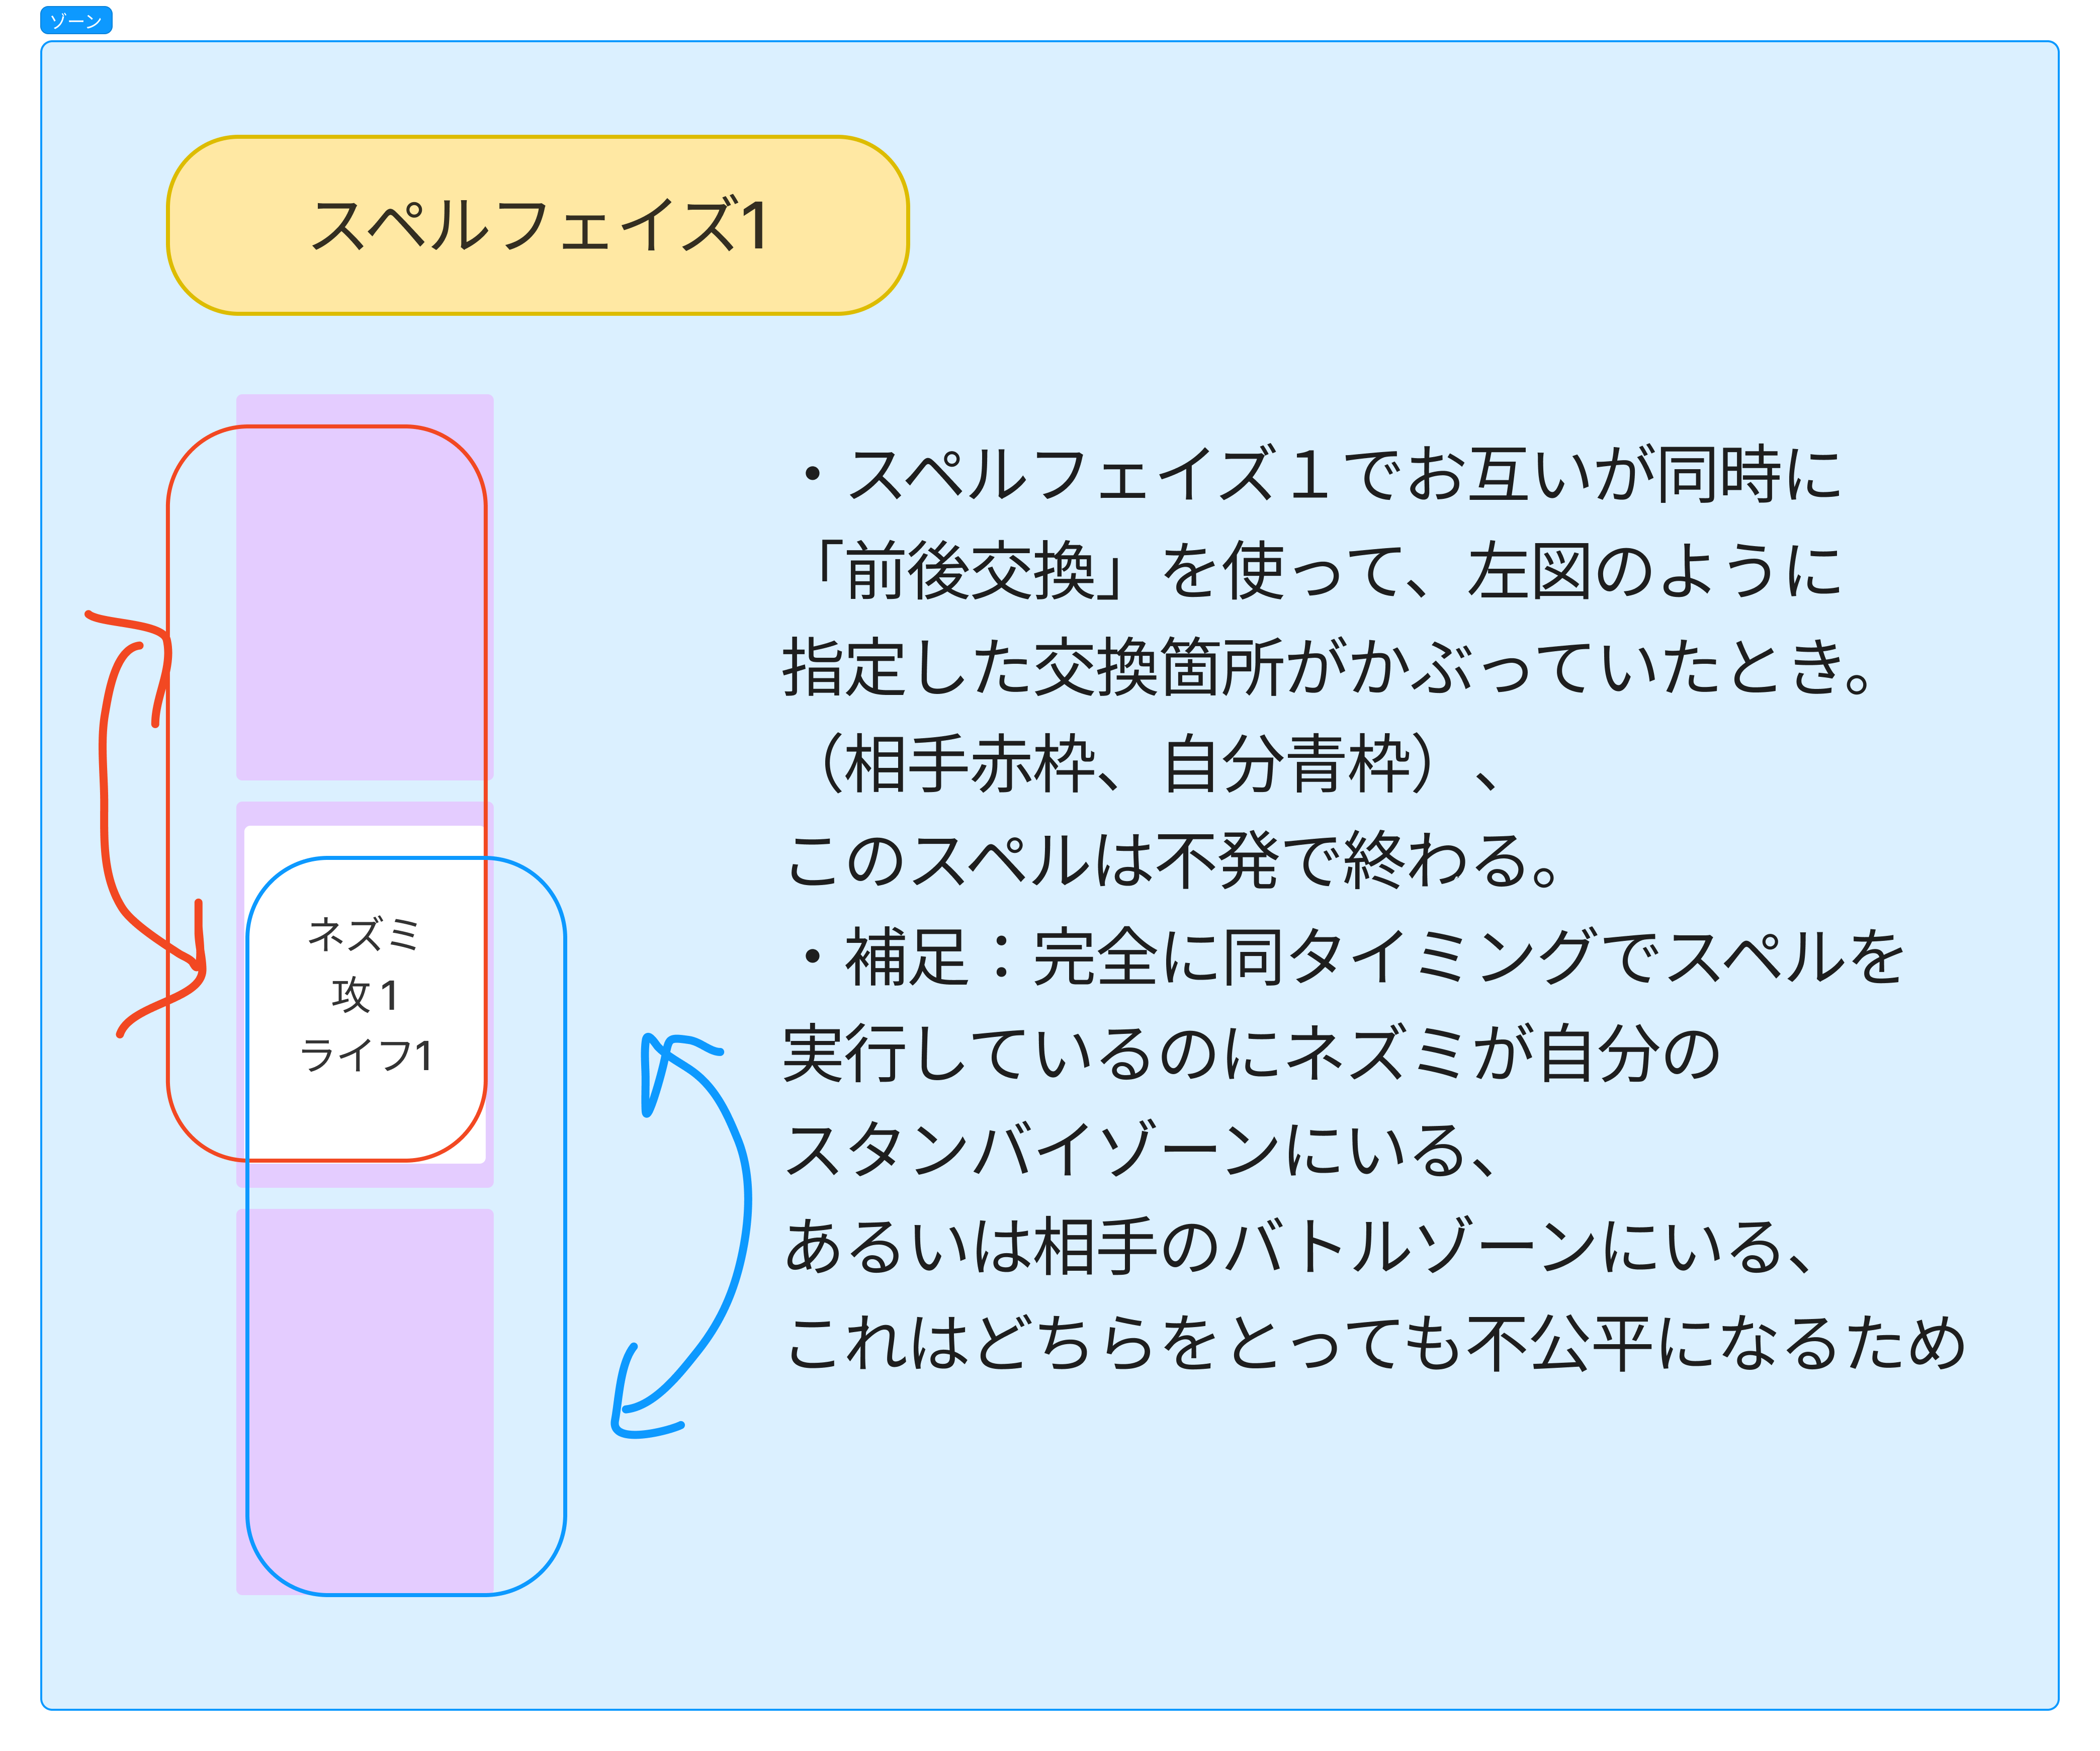 ゾーン
スペルフェイズ1
・スペルフェイズ１でお互いが同時に
「前後交換」を使って、左図のように
指定した交換箇所がかぶっていたとき。
（相手赤枠、自分青枠）、
このスペルは不発で終わる。
・補足：完全に同タイミングでスペルを
実行しているのにネズミが自分の
スタンバイゾーンにいる、
あるいは相手のバトルゾーンにいる、
これはどちらをとっても不公平になるため
ネズミ
攻 1
ライフ1